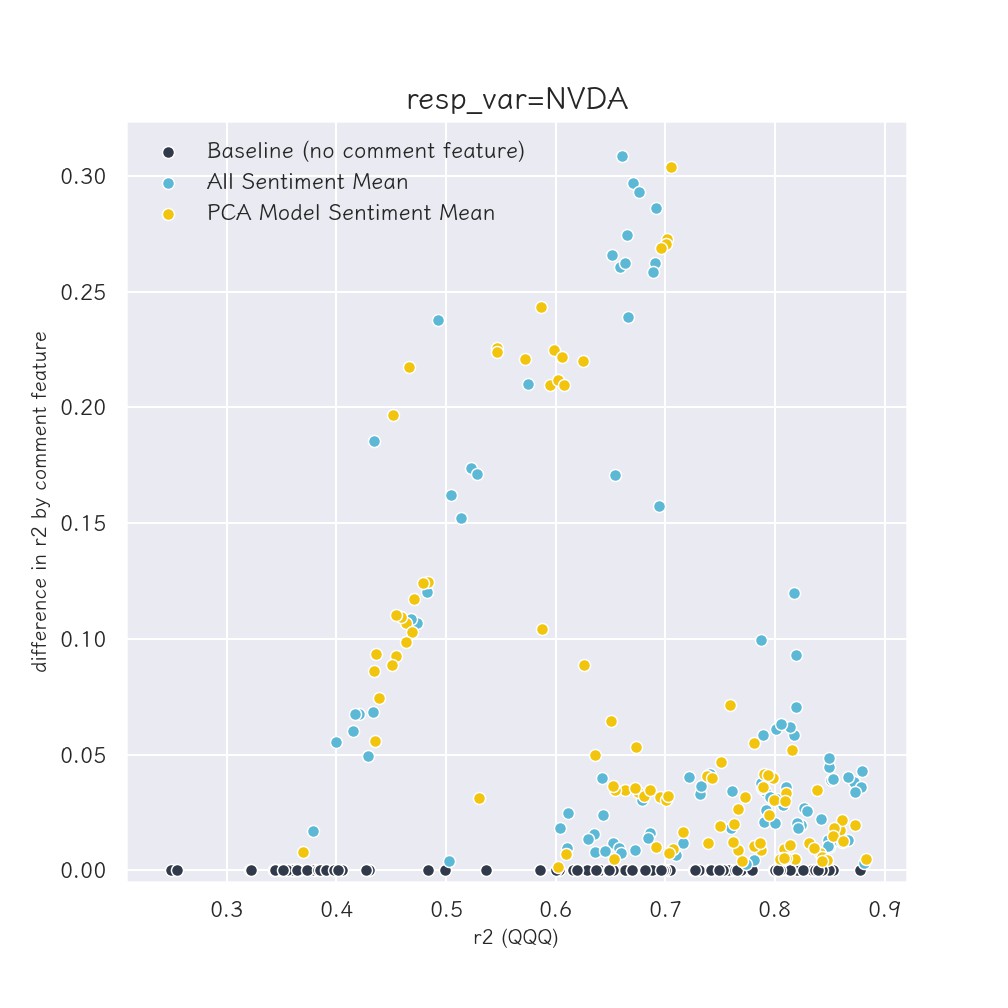 resp_var=NVDA
Baseline (no comment feature)
All Sentiment Mean
PCA Model Sentiment Mean
0.30
0.25
0.20
0.15
0.10
0.05
0.00
difference in r2 by comment feature
0.3 0.4 0.5 0.6 0.7 0.8 0.9
r2 (QQQ)